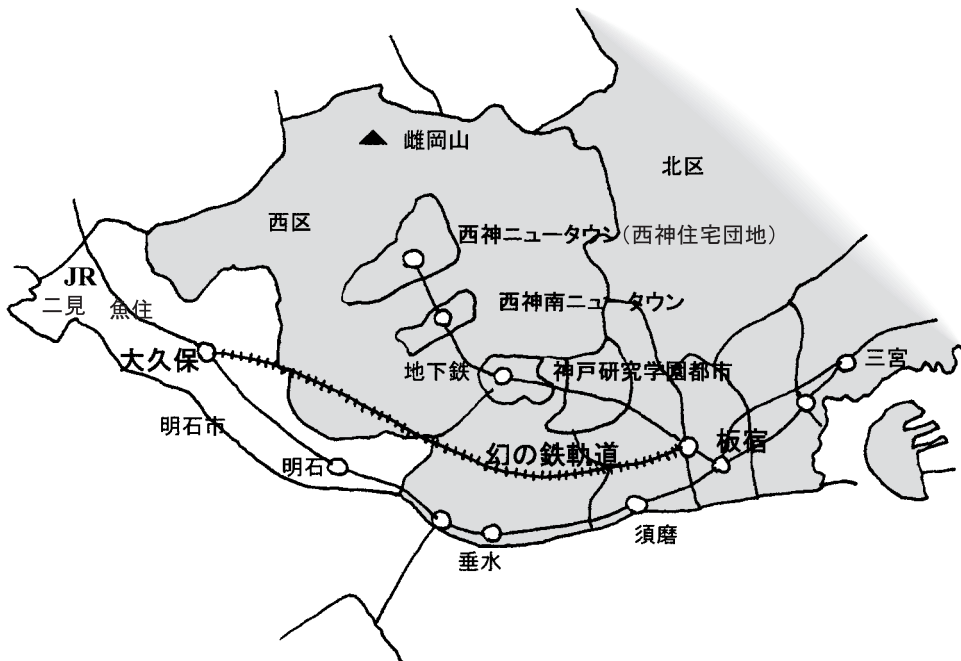 雌岡山
北区
西区
西神ニュータウン(西神住宅団地)
JR
二見
魚住
西神南ニュータウン
大久保
地下鉄
神戸研究学園都市
三宮
明石市
明石
幻の鉄軌道
板宿
須磨
垂水